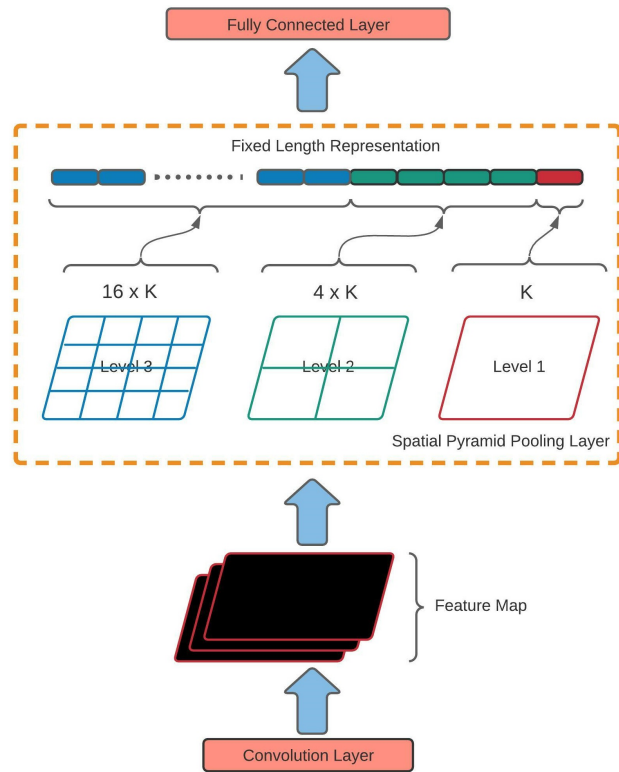 Fully Connected Layer
Fixed Length Representation
16 x K
4 x K
K
Level 3
Level 2
Level 1
Spatial Pyramid Pooling Layer
Feature Map
Convolution Layer